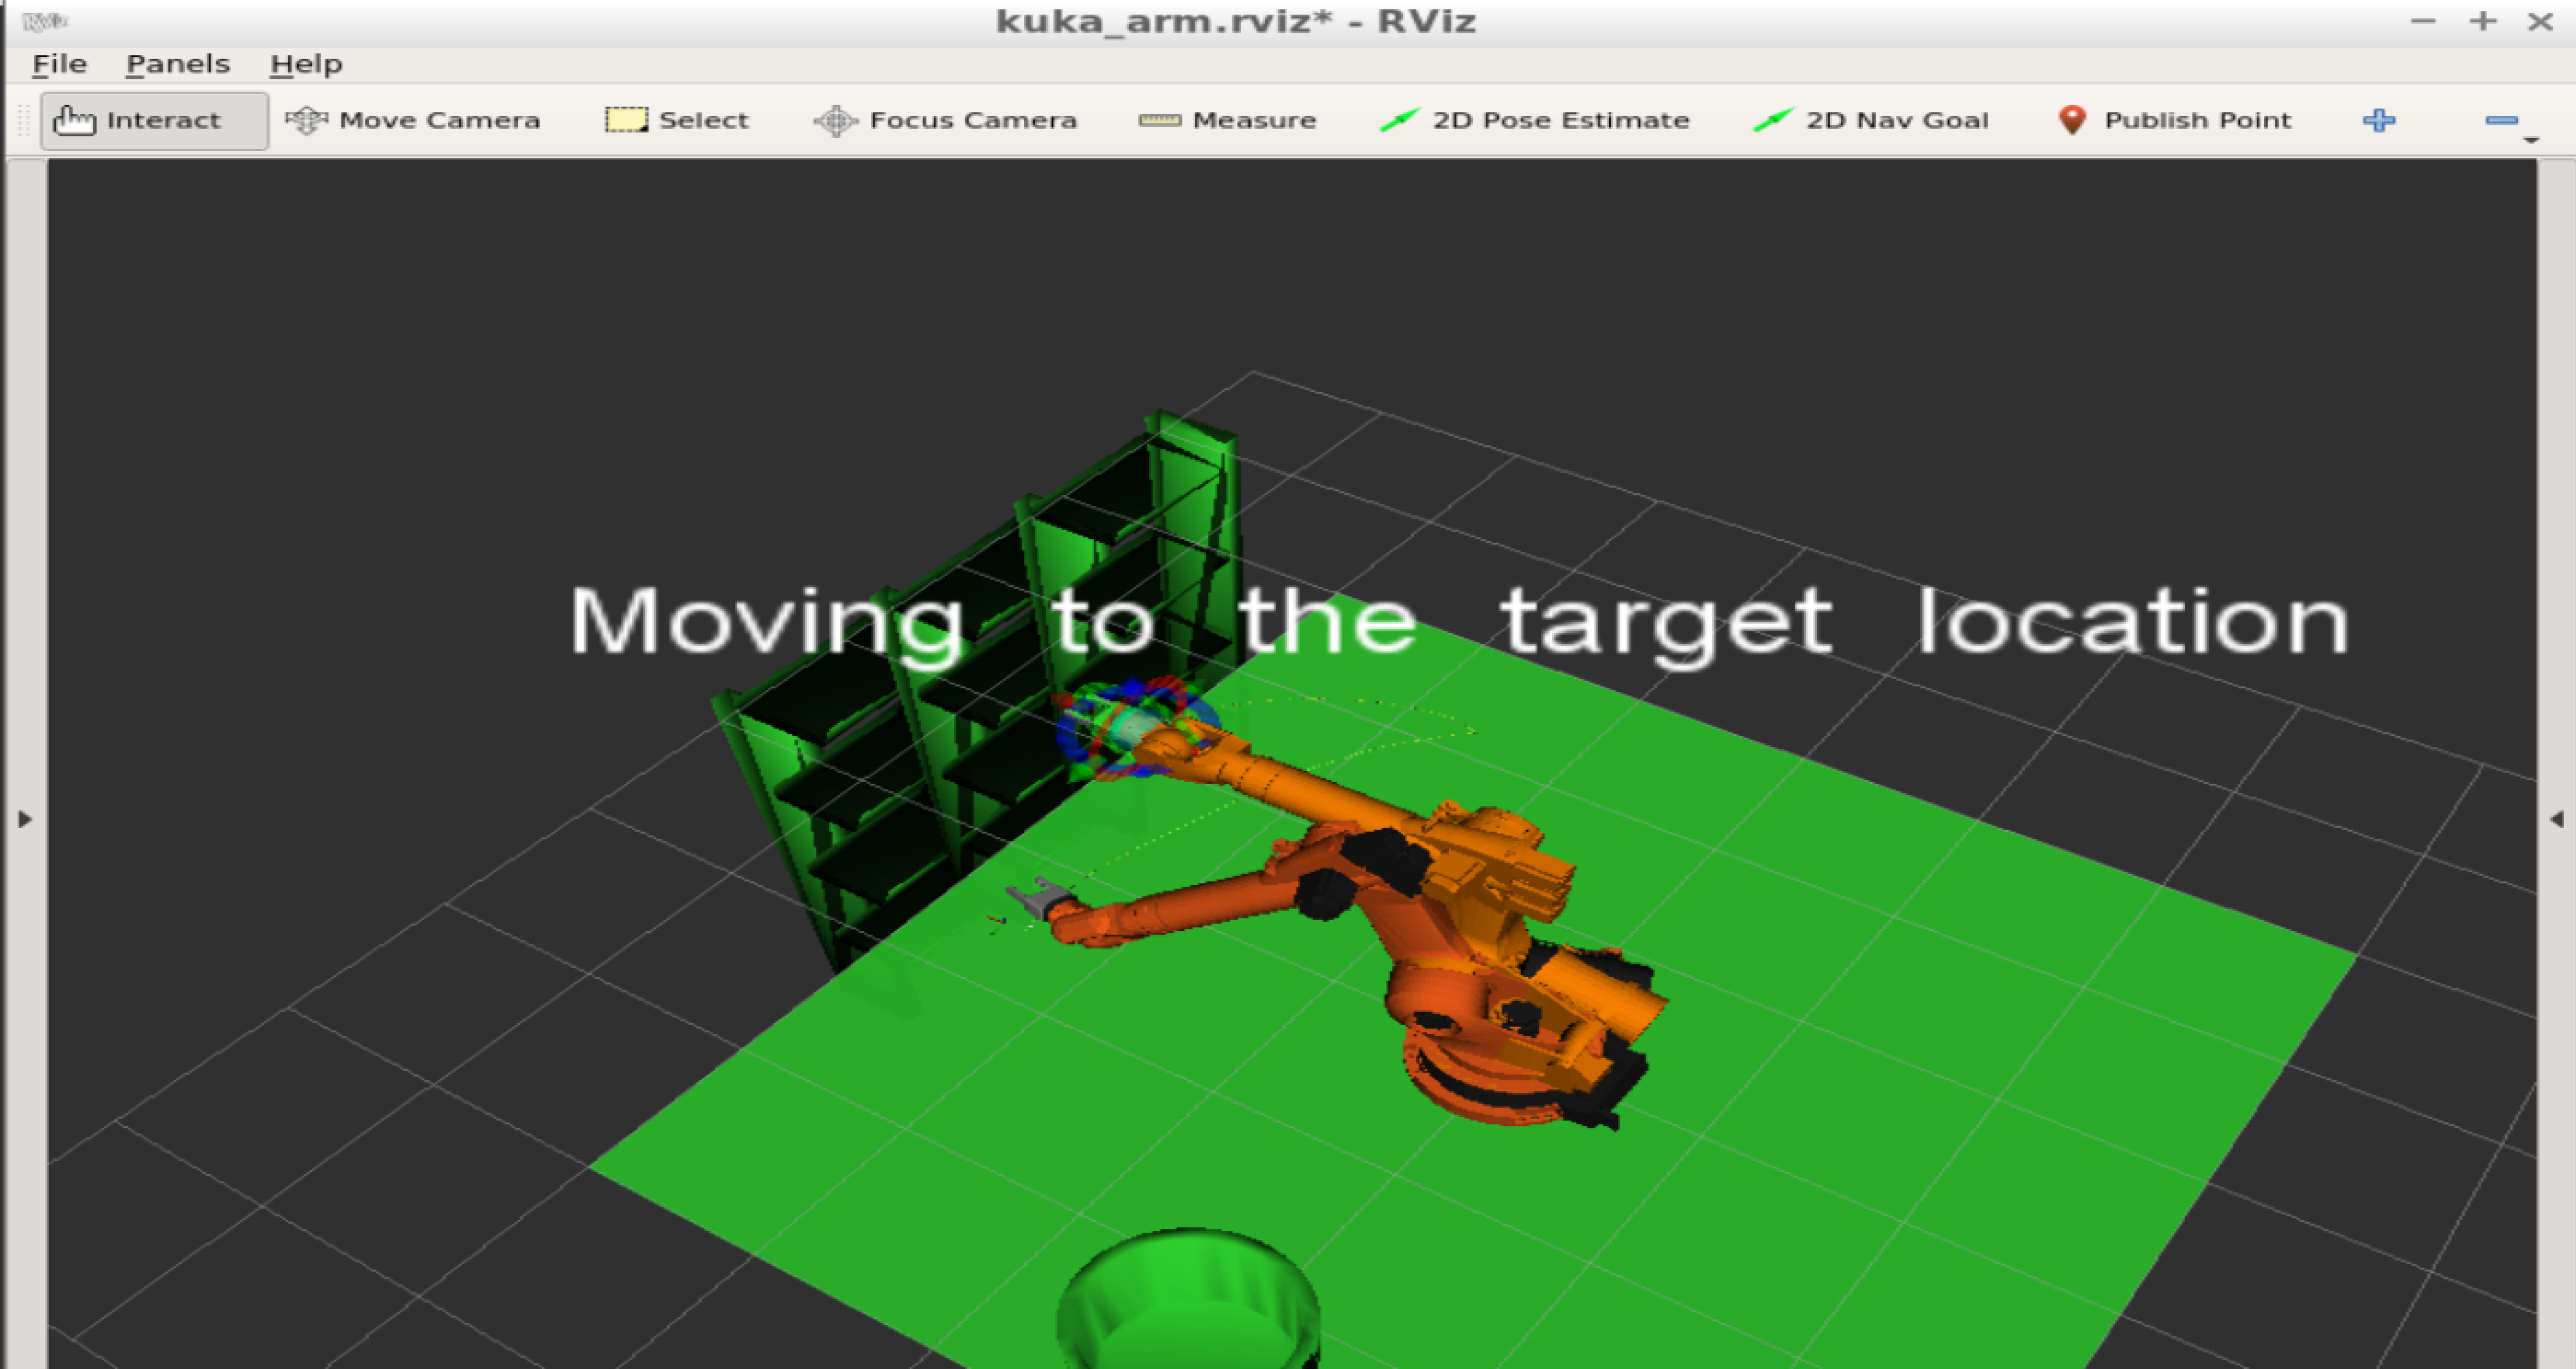 RViz
kuka_arm.rviz* - RViz
File Panels Help
Interact Move Camera Select Focus Camera Measure 2D Pose Estimate 2D Nav Goal Publish Point
Moving to the target location